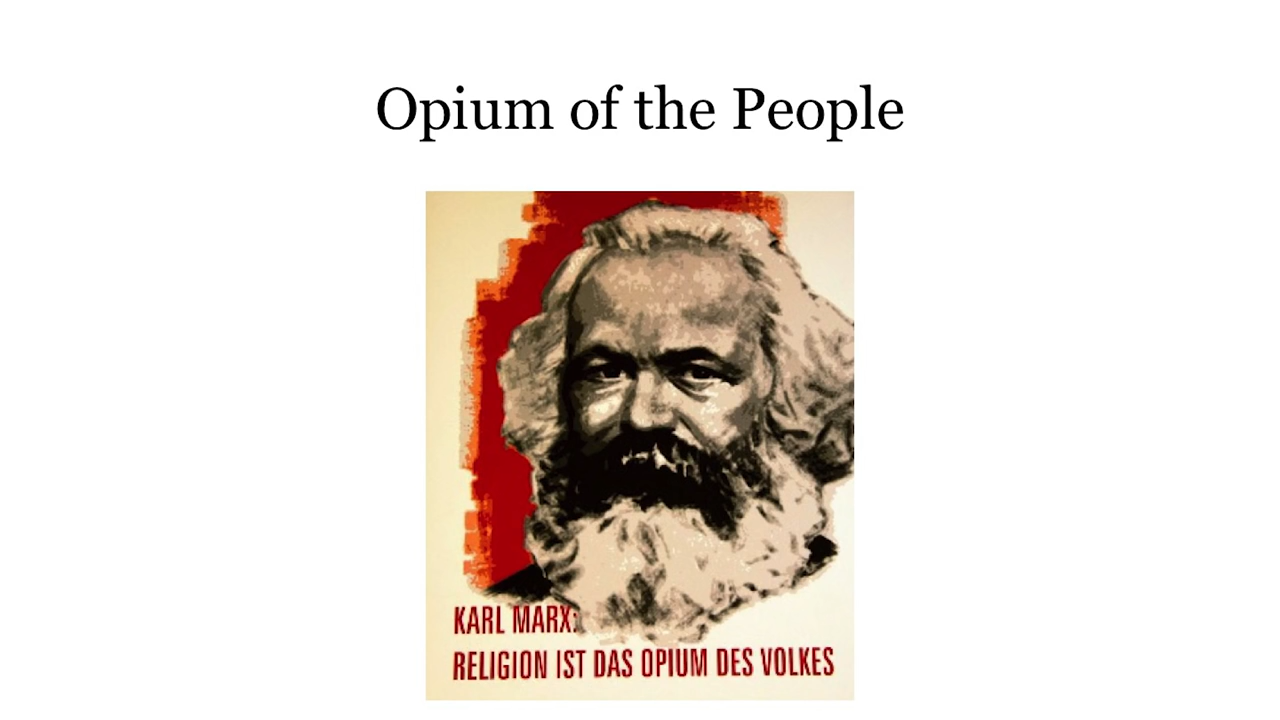 Opium of the People
KARL MARX:
RELIGION IST DAS OPIUM DES VOLKES